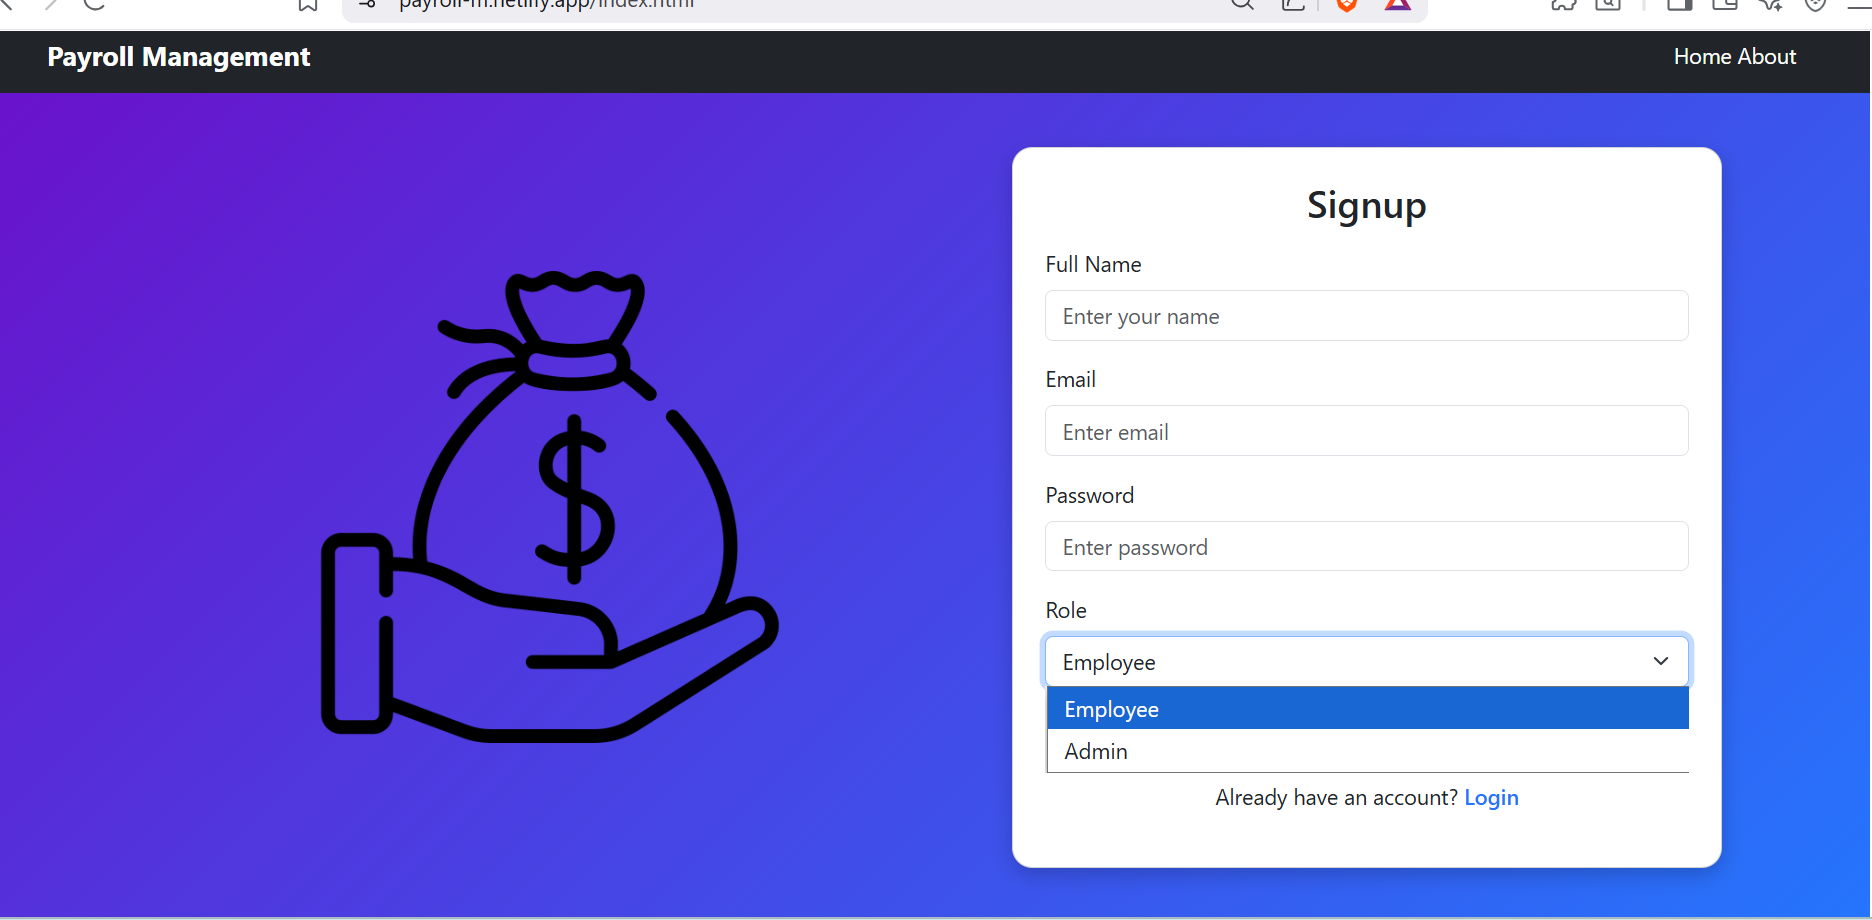 payroll-m.netlify.app/index.html
Payroll Management
Home About
Signup
Full Name
Enter your name
Email
Enter email
Password
Enter password
Role
Employee
Employee
Admin
Already have an account? Login
$